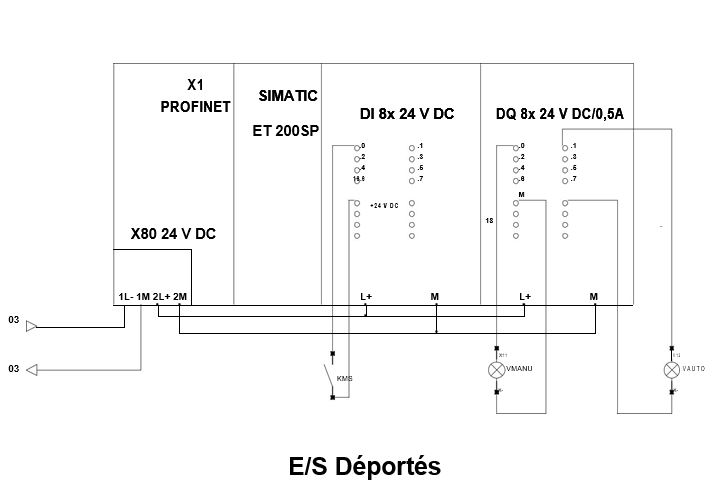 X1
PROFINET
SIMATIC
ET 200SP
DI 8x 24 V DC
DQ 8x 24 V DC/0,5A
.0 .1 .0 .1
.2 .3 .2 .3
.4 .5 .4 .5
.6 .7 .6 .7
+24 V DC
M
1S
X80 24 V DC
1L- 1M 2L+ 2M
L+ M L+ M
03
03
KMS
VMANU
VAUTO
E/S Déportés